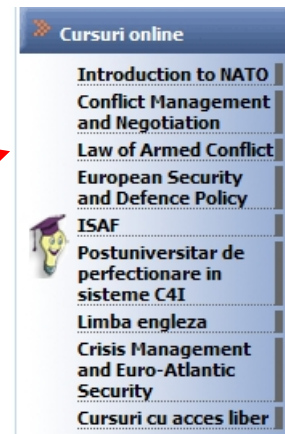 Cursuri online
Introduction to NATO
Conflict Management
and Negotiation
Law of Armed Conflict
European Security
and Defence Policy
ISAF
Postuniversitar de
perfectionare in
sisteme C4I
Limba engleza
Crisis Management
and Euro-Atlantic
Security
Cursuri cu acces liber